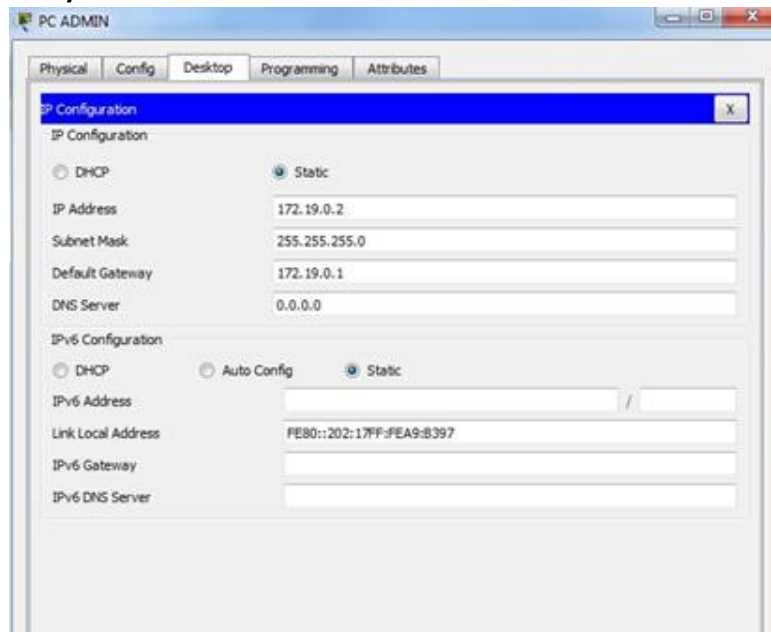 PC ADMIN
X
Physical Config Desktop Programming Attributes
IP Configuration X
IP Configuration
DHCP Static
IP Address 172.19.0.2
Subnet Mask 255.255.255.0
Default Gateway 172.19.0.1
DNS Server 0.0.0.0
IPv6 Configuration
DHCP Auto Config Static
IPv6 Address /
Link Local Address FE80::202:17FF:FEA9:B397
IPv6 Gateway
IPv6 DNS Server